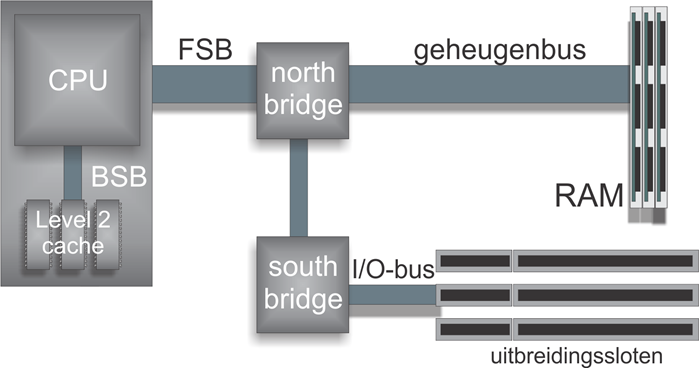 CPU
FSB
north
bridge
geheugenbus
BSB
Level 2
cache
RAM
south
bridge
I/O-bus
uitbreidingssloten